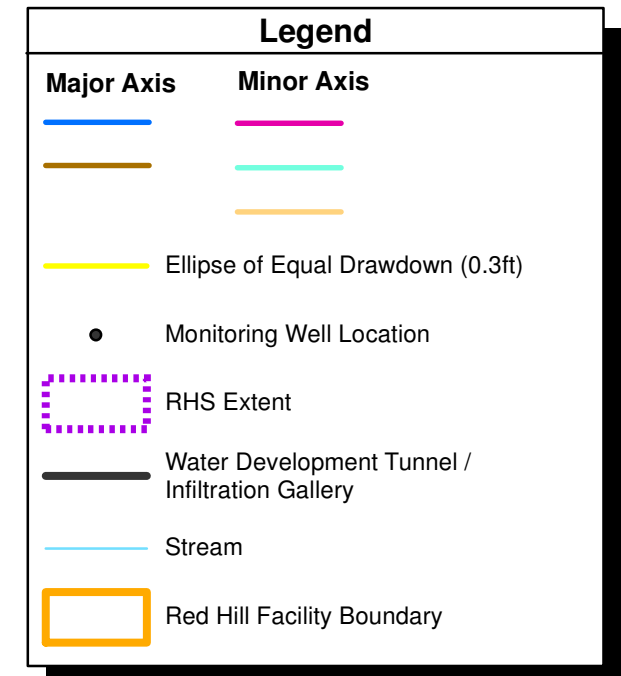 Legend
Major Axis
Minor Axis
Ellipse of Equal Drawdown (0.3ft)
Monitoring Well Location
RHS Extent
Water Development Tunnel /
Infiltration Gallery
Stream
Red Hill Facility Boundary